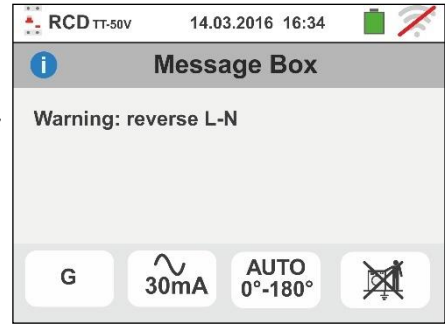 RCD TT-50V 14.03.2016 16:34
i Message Box
Warning: reverse L-N
G 30mA AUTO 0°-180°